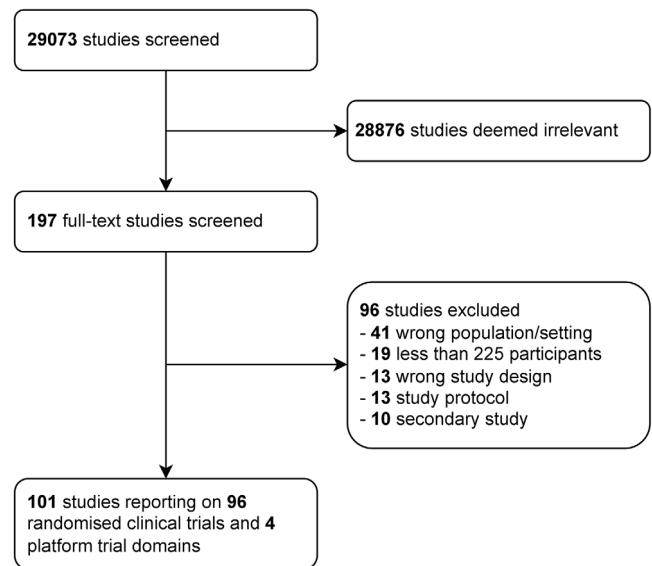 29073 studies screened
28876 studies deemed irrelevant
197 full-text studies screened
96 studies excluded
- 41 wrong population/setting
- 19 less than 225 participants
- 13 wrong study design
- 13 study protocol
- 10 secondary study
101 studies reporting on 96
randomised clinical trials and 4
platform trial domains